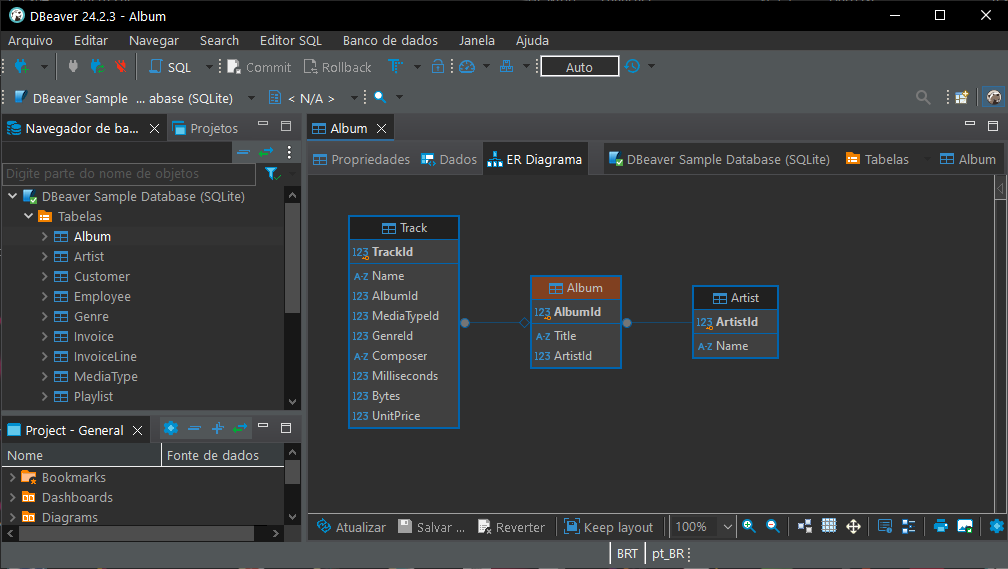 DBeaver 24.2.3 - Album
Arquivo Editar Navegar Search Editor SQL Banco de dados Janela Ajuda
SQL Commit Rollback Auto
DBeaver Sample ... abase (SQLite) < N/A >
Navegador de ba... Projetos
Album
Propriedades Dados ER Diagrama DBeaver Sample Database (SQLite) Tabelas Album
Digite parte do nome de objetos
DBeaver Sample Database (SQLite)
Tabelas
Album
Artist
Customer
Employee
Genre
Invoice
InvoiceLine
MediaType
Playlist
Track
123 TrackId
A-Z Name
123 AlbumId
123 MediaTypeId
123 GenreId
A-Z Composer
123 Milliseconds
123 Bytes
123 UnitPrice
Album
123 AlbumId
A-Z Title
123 ArtistId
Artist
123 ArtistId
A-Z Name
Project - General
Nome Fonte de dados
Bookmarks
Dashboards
Diagrams
Atualizar Salvar ... Reverter Keep layout 100%
BRT pt_BR